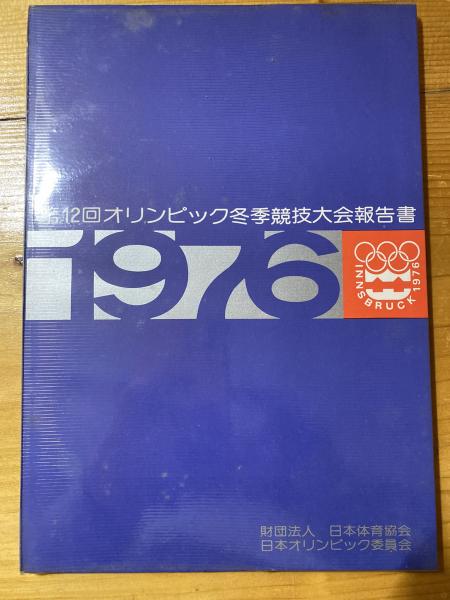 第12回オリンピック冬季競技大会報告書
1976
INNSBRUCK 1976
財団法人 日本体育協会
日本オリンピック委員会